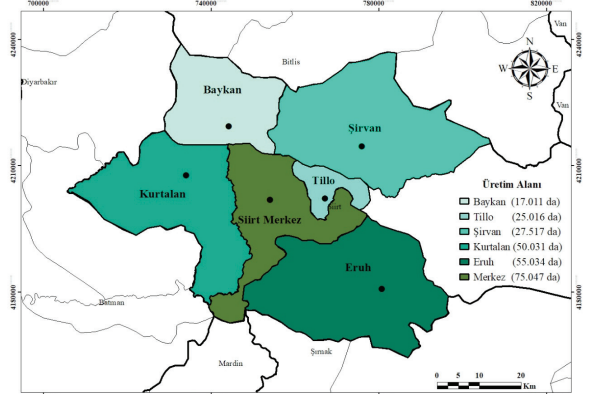 700000 740000 780000 820000
4240000
4240000
Van
Bitlis
N
W E
S
Diyarbakır
Baykan
Van
Şirvan
Tillo
Siirt
Kurtalan
Siirt Merkez
Üretim Alanı
Baykan (17.011 da)
Tillo (25.016 da)
Şirvan (27.517 da)
Kurtalan (50.031 da)
Eruh (55.034 da)
Merkez (75.047 da)
Eruh
Batman
Şırnak
Mardin
0 5 10 20
Km